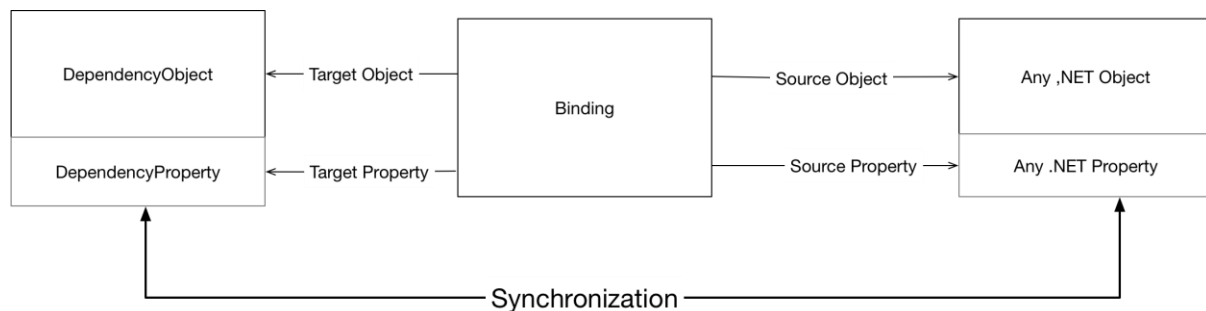 DependencyObject
Target Object
Source Object
Any ,NET Object
Binding
DependencyProperty
Target Property
Source Property
Any .NET Property
Synchronization